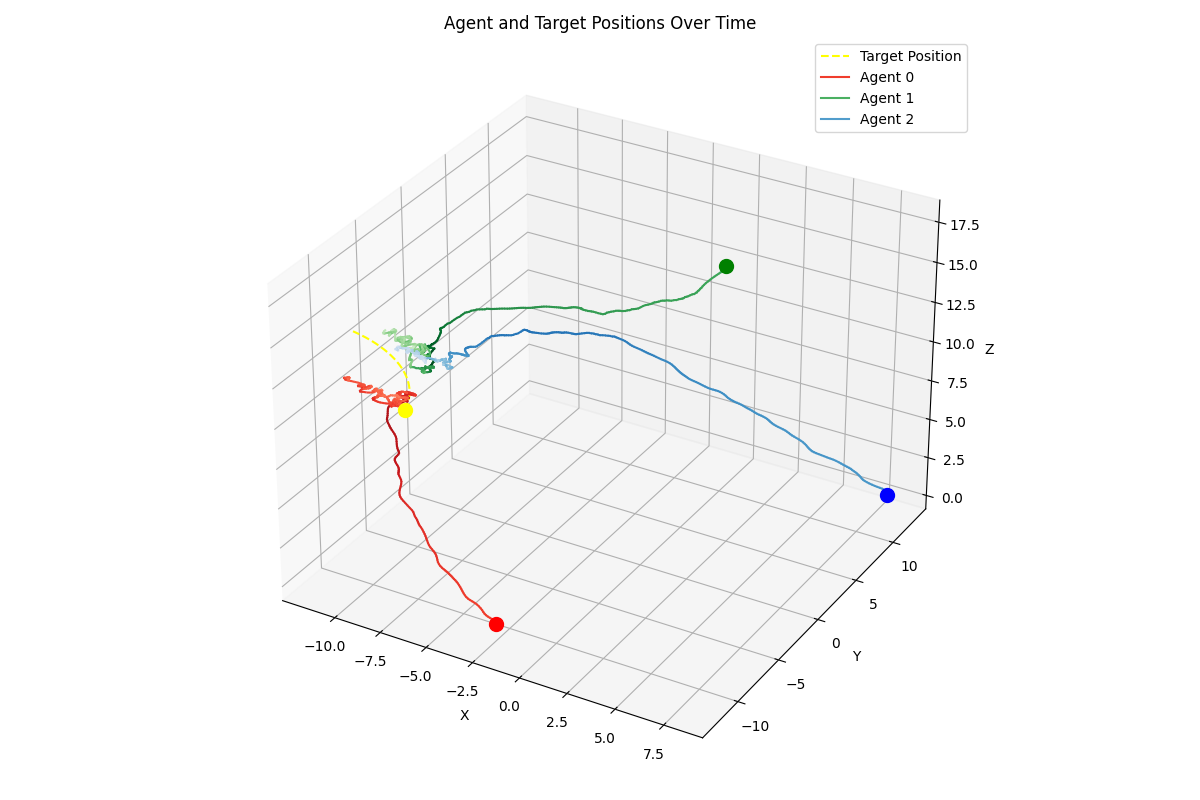 Agent and Target Positions Over Time
Target Position
Agent 0
Agent 1
Agent 2
17.5
15.0
12.5
10.0
7.5
5.0
2.5
0.0
Z
10
5
0
−5
−10
Y
−10.0
−7.5
−5.0
−2.5
0.0
2.5
5.0
7.5
X